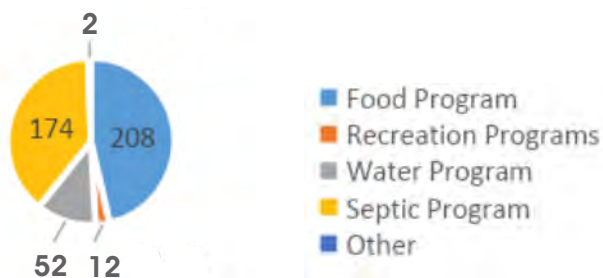 2
174
208
52
12
Food Program
Recreation Programs
Water Program
Septic Program
Other